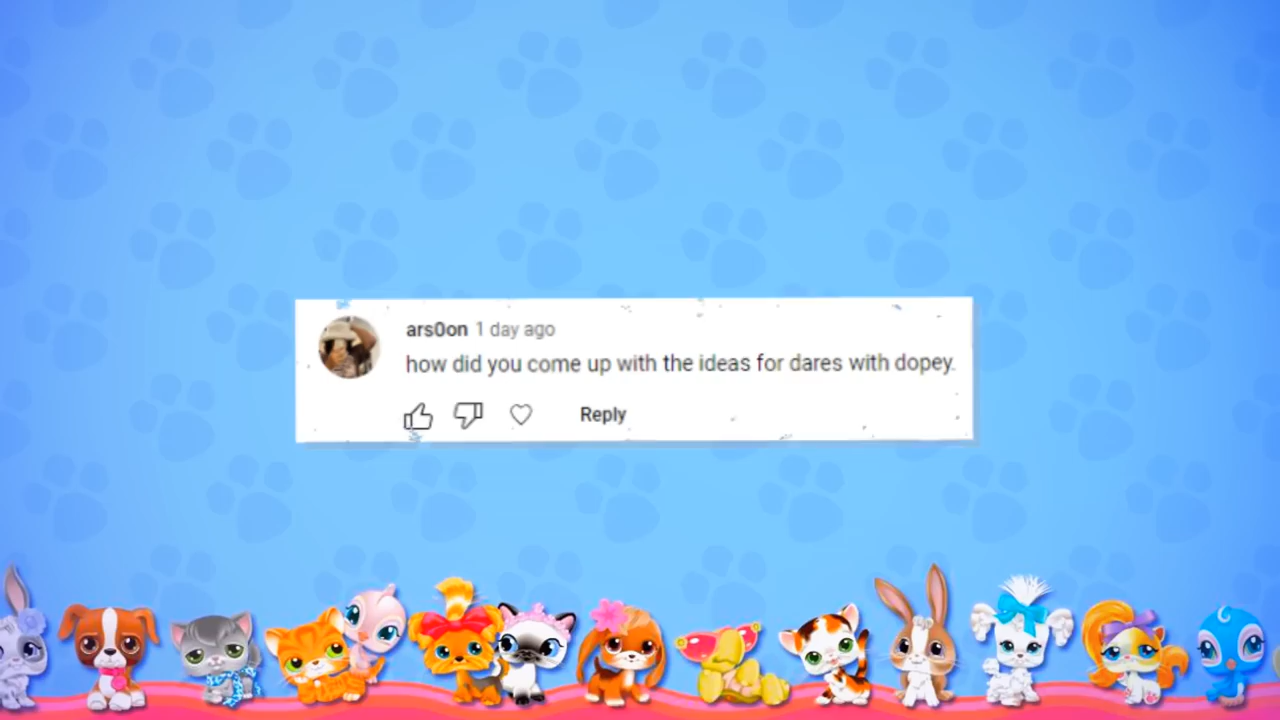 ars0on 1 day ago
how did you come up with the ideas for dares with dopey.
Reply